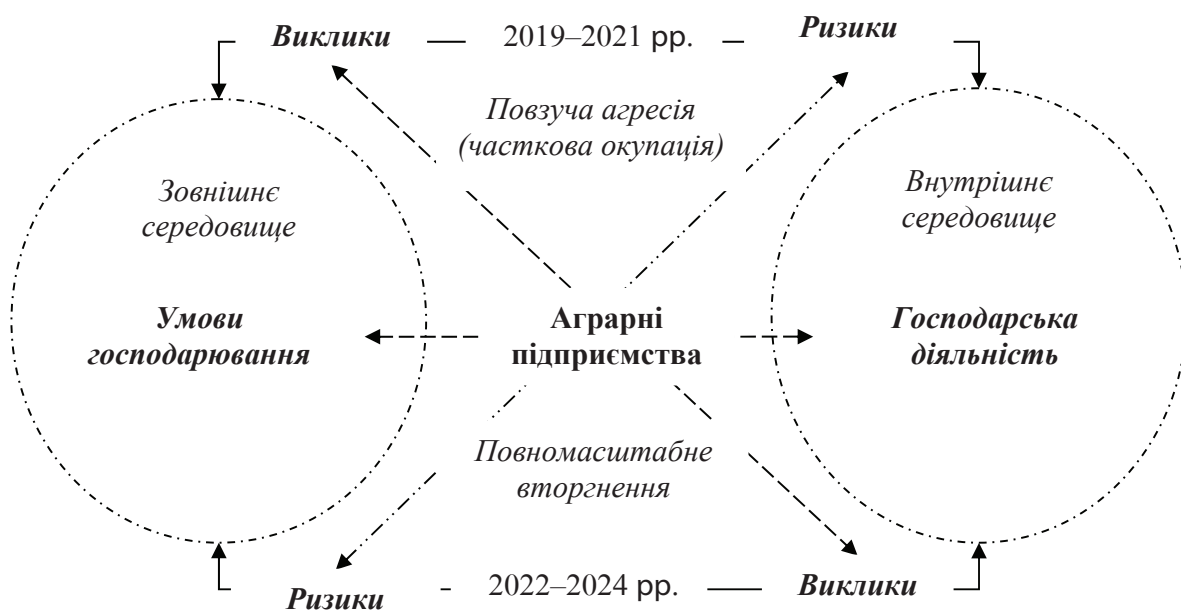 Виклики 2019–2021 рр. Ризики
Повзуча агресія
(часткова окупація)
Зовнішнє
середовище
Внутрішнє
середовище
Умови
господарювання
Аграрні
підприємства
Господарська
діяльність
Повномасштабне
вторгнення
Ризики 2022–2024 рр. Виклики